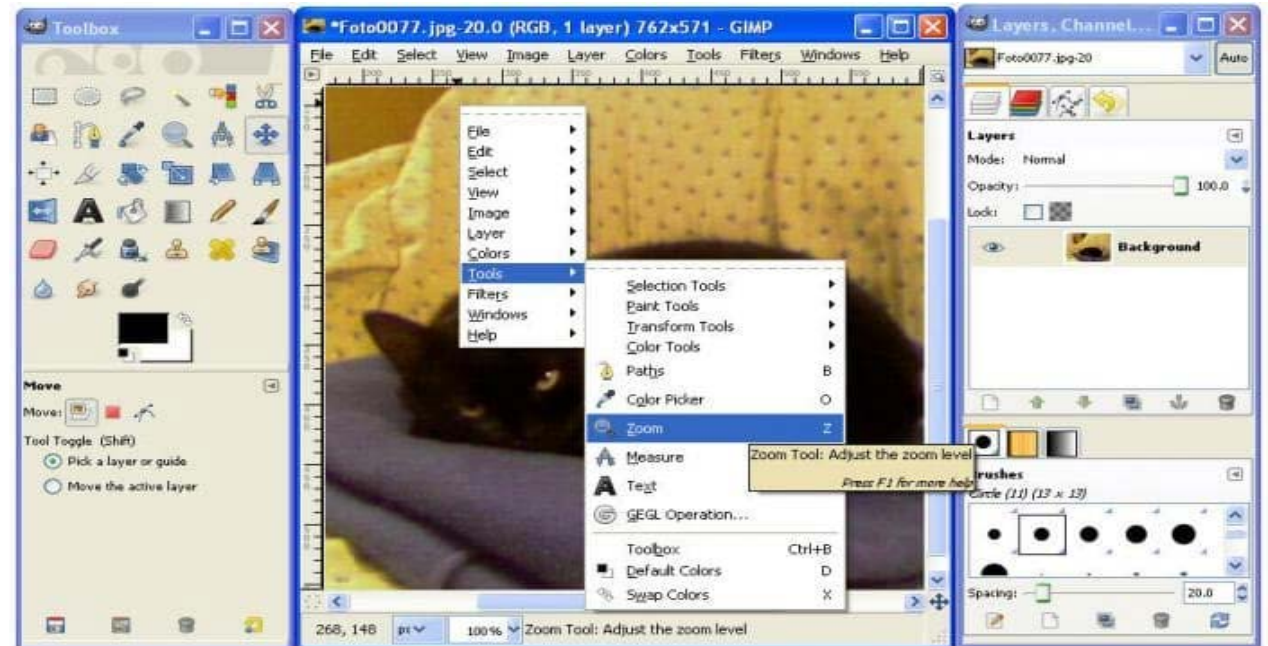 Toolbox
Move
Move:
Tool Toggle (Shift)
Pick a layer or guide
Move the active layer
*Foto0077.jpg-20.0 (RGB, 1 layer) 762x571 - GIMP
File Edit Select View Image Layer Colors Tools Filters Windows Help
File
Edit
Select
View
Image
Layer
Colors
Tools
Filters
Windows
Help
Selection Tools
Paint Tools
Transform Tools
Color Tools
Paths B
Color Picker O
Zoom Z
Measure
Text
GEGL Operation...
Toolbox Ctrl+B
Default Colors D
Swap Colors X
Zoom Tool: Adjust the zoom level
Press F1 for more help
268, 148 px 100% Zoom Tool: Adjust the zoom level
Layers, Channel...
Foto0077.jpg-20 Auto
Layers
Mode: Normal
Opacity: 100.0
Lock:
Background
Brushes
Circle (11) (13 x 13)
Spacing: 20.0